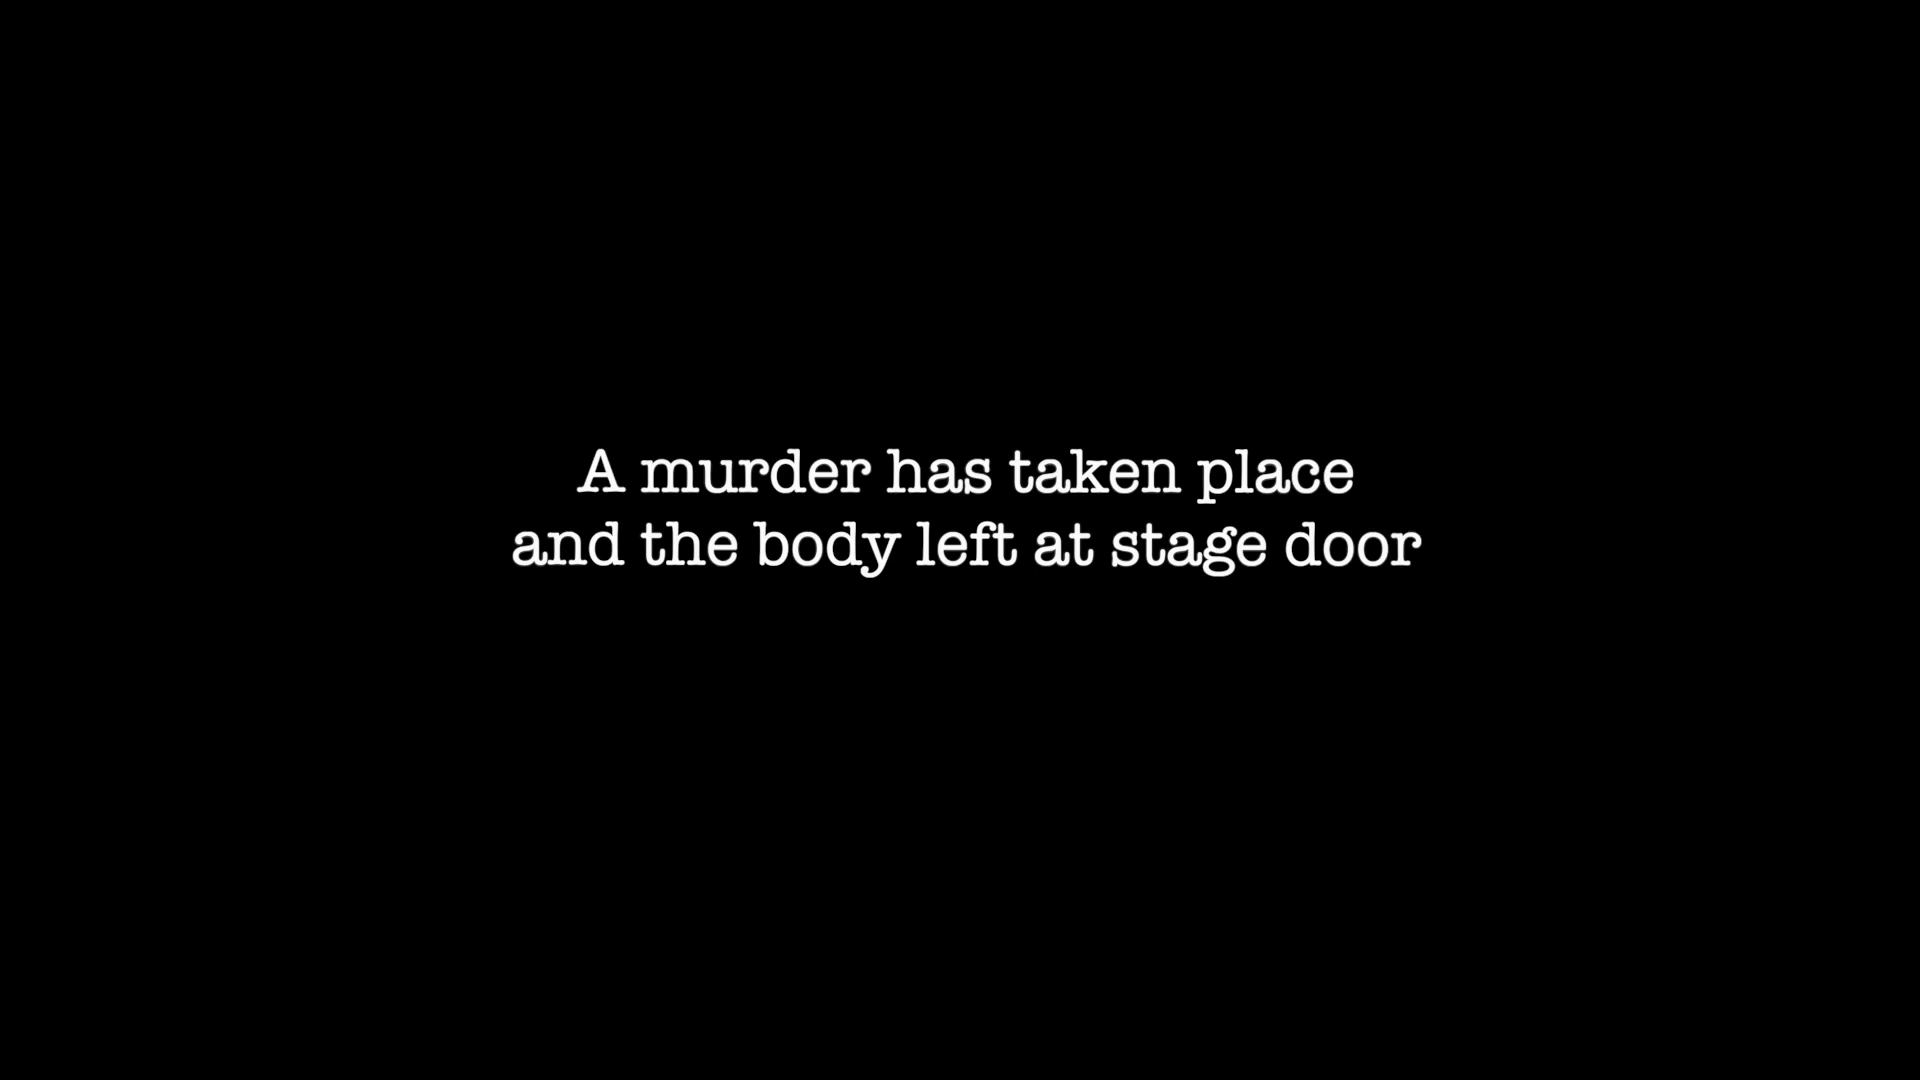 A murder has taken place
and the body left at stage door